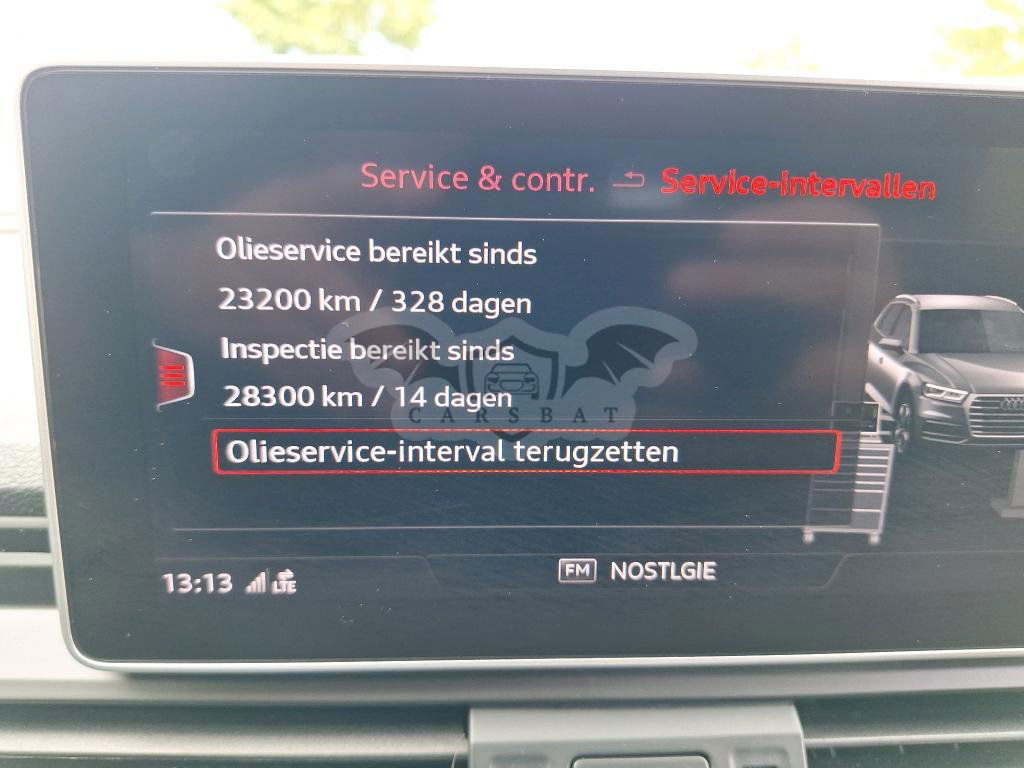 Service & contr. Service-intervallen
Olieservice bereikt sinds
23200 km / 328 dagen
Inspectie bereikt sinds
28300 km / 14 dagen
CARSBAT
Olieservice-interval terugzetten
13:13 LTE FM NOSTLGIE